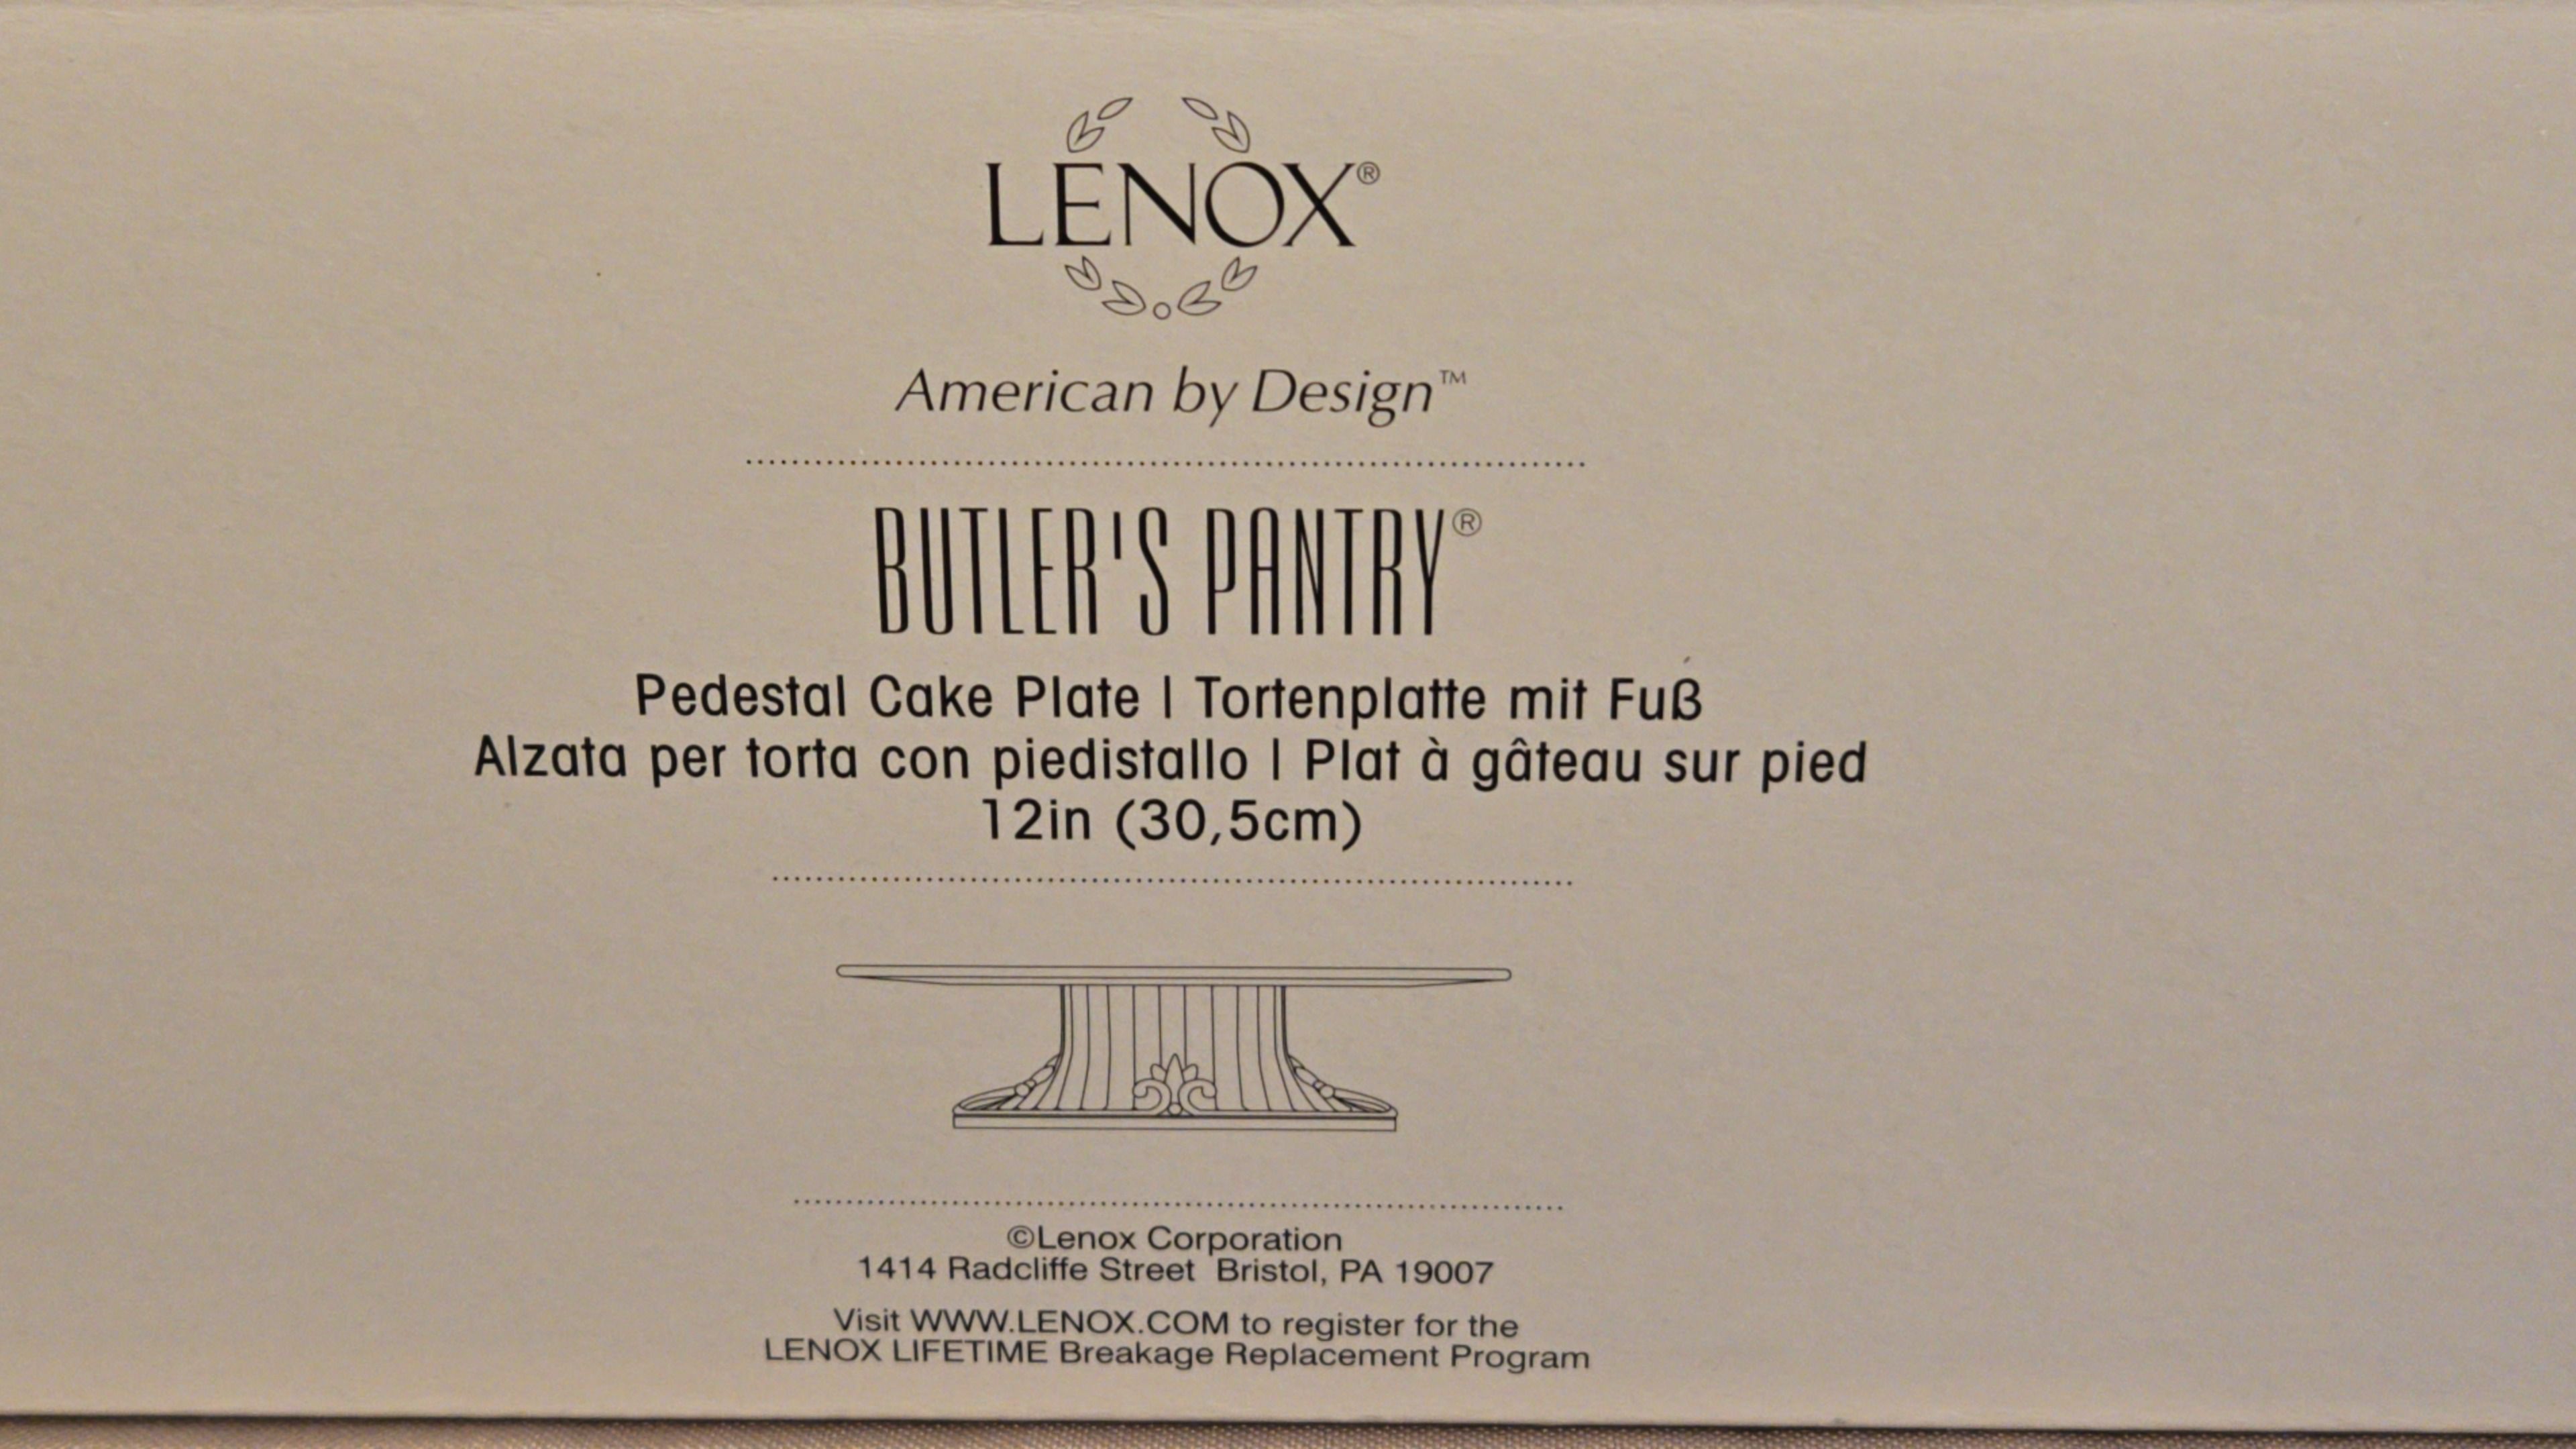 LENOX®
American by Design™
BUTLER'S PANTRY®
Pedestal Cake Plate | Tortenplatte mit Fuß
Alzata per torta con piedistallo | Plat à gâteau sur pied
12in (30,5cm)
©Lenox Corporation
1414 Radcliffe Street Bristol, PA 19007
Visit WWW.LENOX.COM to register for the
LENOX LIFETIME Breakage Replacement Program